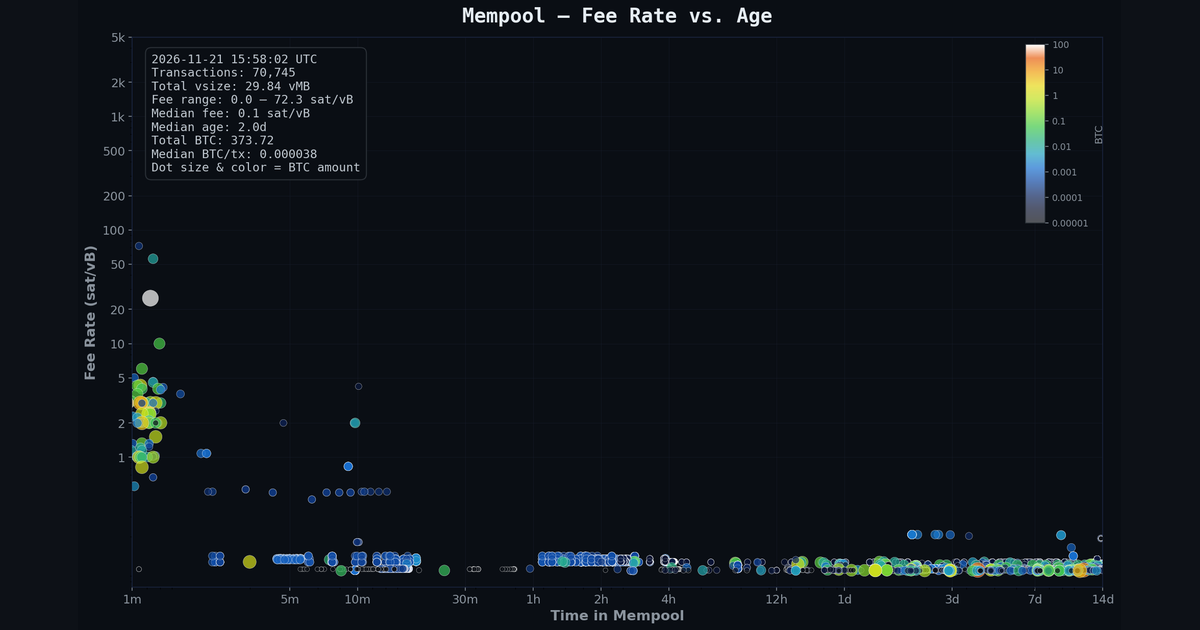 Mempool — Fee Rate vs. Age
2026-11-21 15:58:02 UTC
Transactions: 70,745
Total vsize: 29.84 vMB
Fee range: 0.0 – 72.3 sat/vB
Median fee: 0.1 sat/vB
Median age: 2.0d
Total BTC: 373.72
Median BTC/tx: 0.000038
Dot size & color = BTC amount
Fee Rate (sat/vB)
5k
2k
1k
500
200
100
50
20
10
5
2
1
100
10
1
0.1
0.01
0.001
0.0001
0.00001
BTC
1m
5m
10m
30m
1h
2h
4h
12h
1d
3d
7d
14d
Time in Mempool